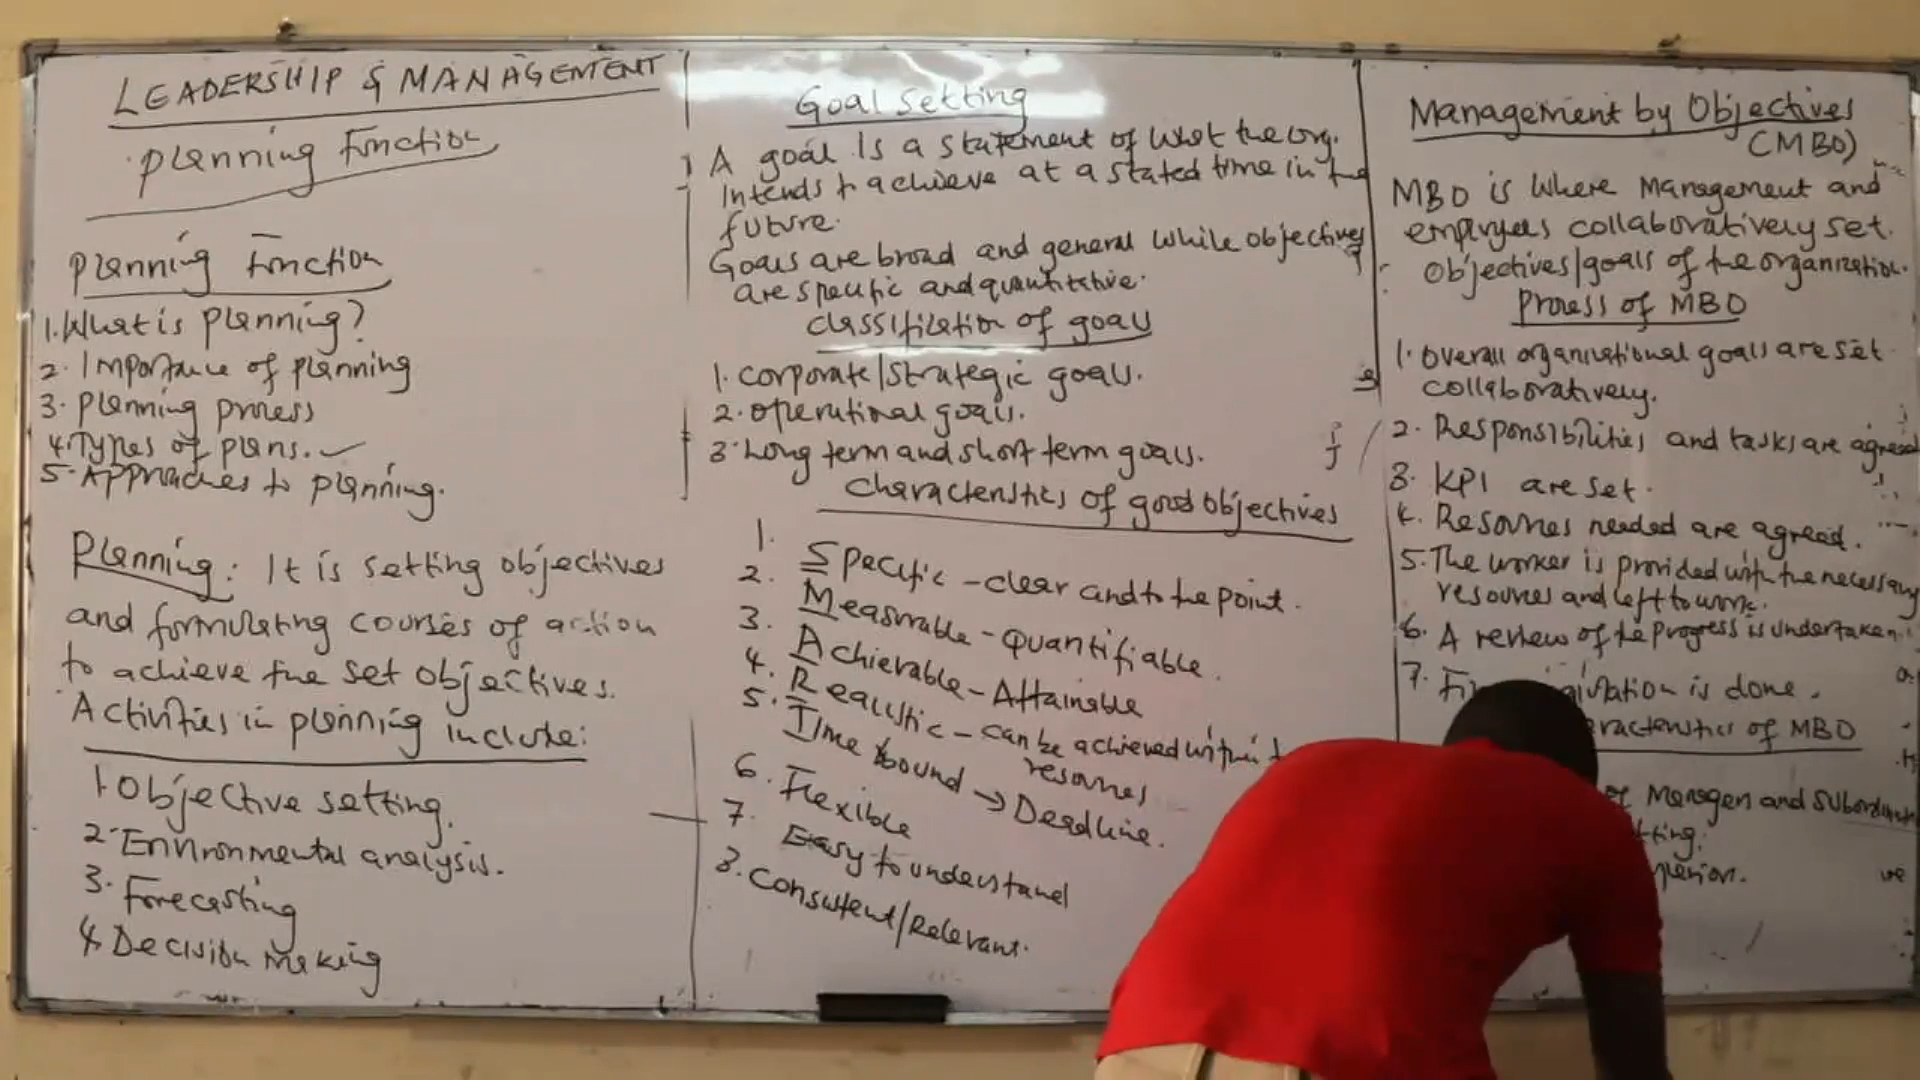 LEADERSHIP & MANAGEMENT
Planning Function
Planning Function
1. What is planning?
2. Importance of planning
3. Planning process
4. Types of plans.
5. Approaches to planning.
Planning: It is setting objectives
and formulating courses of action
to achieve the set objectives.
Activities in planning include:
1. Objective setting.
2. Environmental analysis.
3. Forecasting
4. Decision Making
Goal Setting
A goal is a statement of what the org.
intends to achieve at a stated time in the
future.
Goals are broad and general while objectives
are specific and quantitative.
Classification of goals
1. Corporate/Strategic goals.
2. Operational goals.
3. Long term and short term goals.
Characteristics of good objectives
1. Specific - clear and to the point.
2. Measurable - Quantifiable.
3. Achievable - Attainable
4. Realistic - can be achieved within
resources
5. Time bound → Deadline.
6. Flexible
7. Easy to understand
8. Consistent/Relevant.
Management by Objectives
(MBO)
MBO is where Management and
employees collaboratively set
objectives/goals of the organization.
Process of MBO
1. Overall organizational goals are set
collaboratively.
2. Responsibilities and tasks are agreed
3. KPI are set.
4. Resources needed are agreed.
5. The worker is provided with the necessary
resources and left to work.
6. A review of the progress is undertaken.
7. is done.
of MBO
of Managers and Subordinates